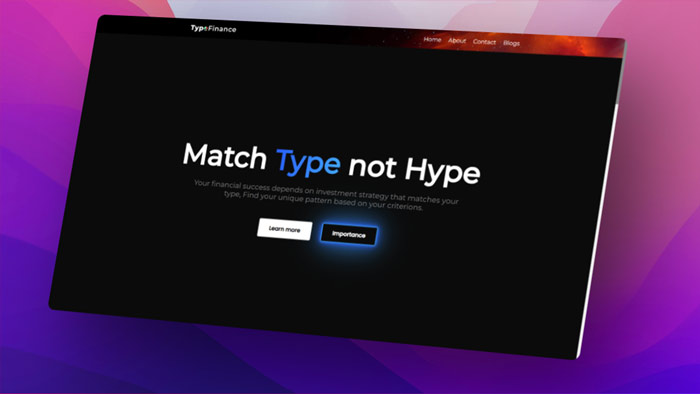 TypeFinance
Home About Contact Blogs
Match Type not Hype
Your financial success depends on investment strategy that matches your
type, Find your unique pattern based on your criterions.
Learn more Importance